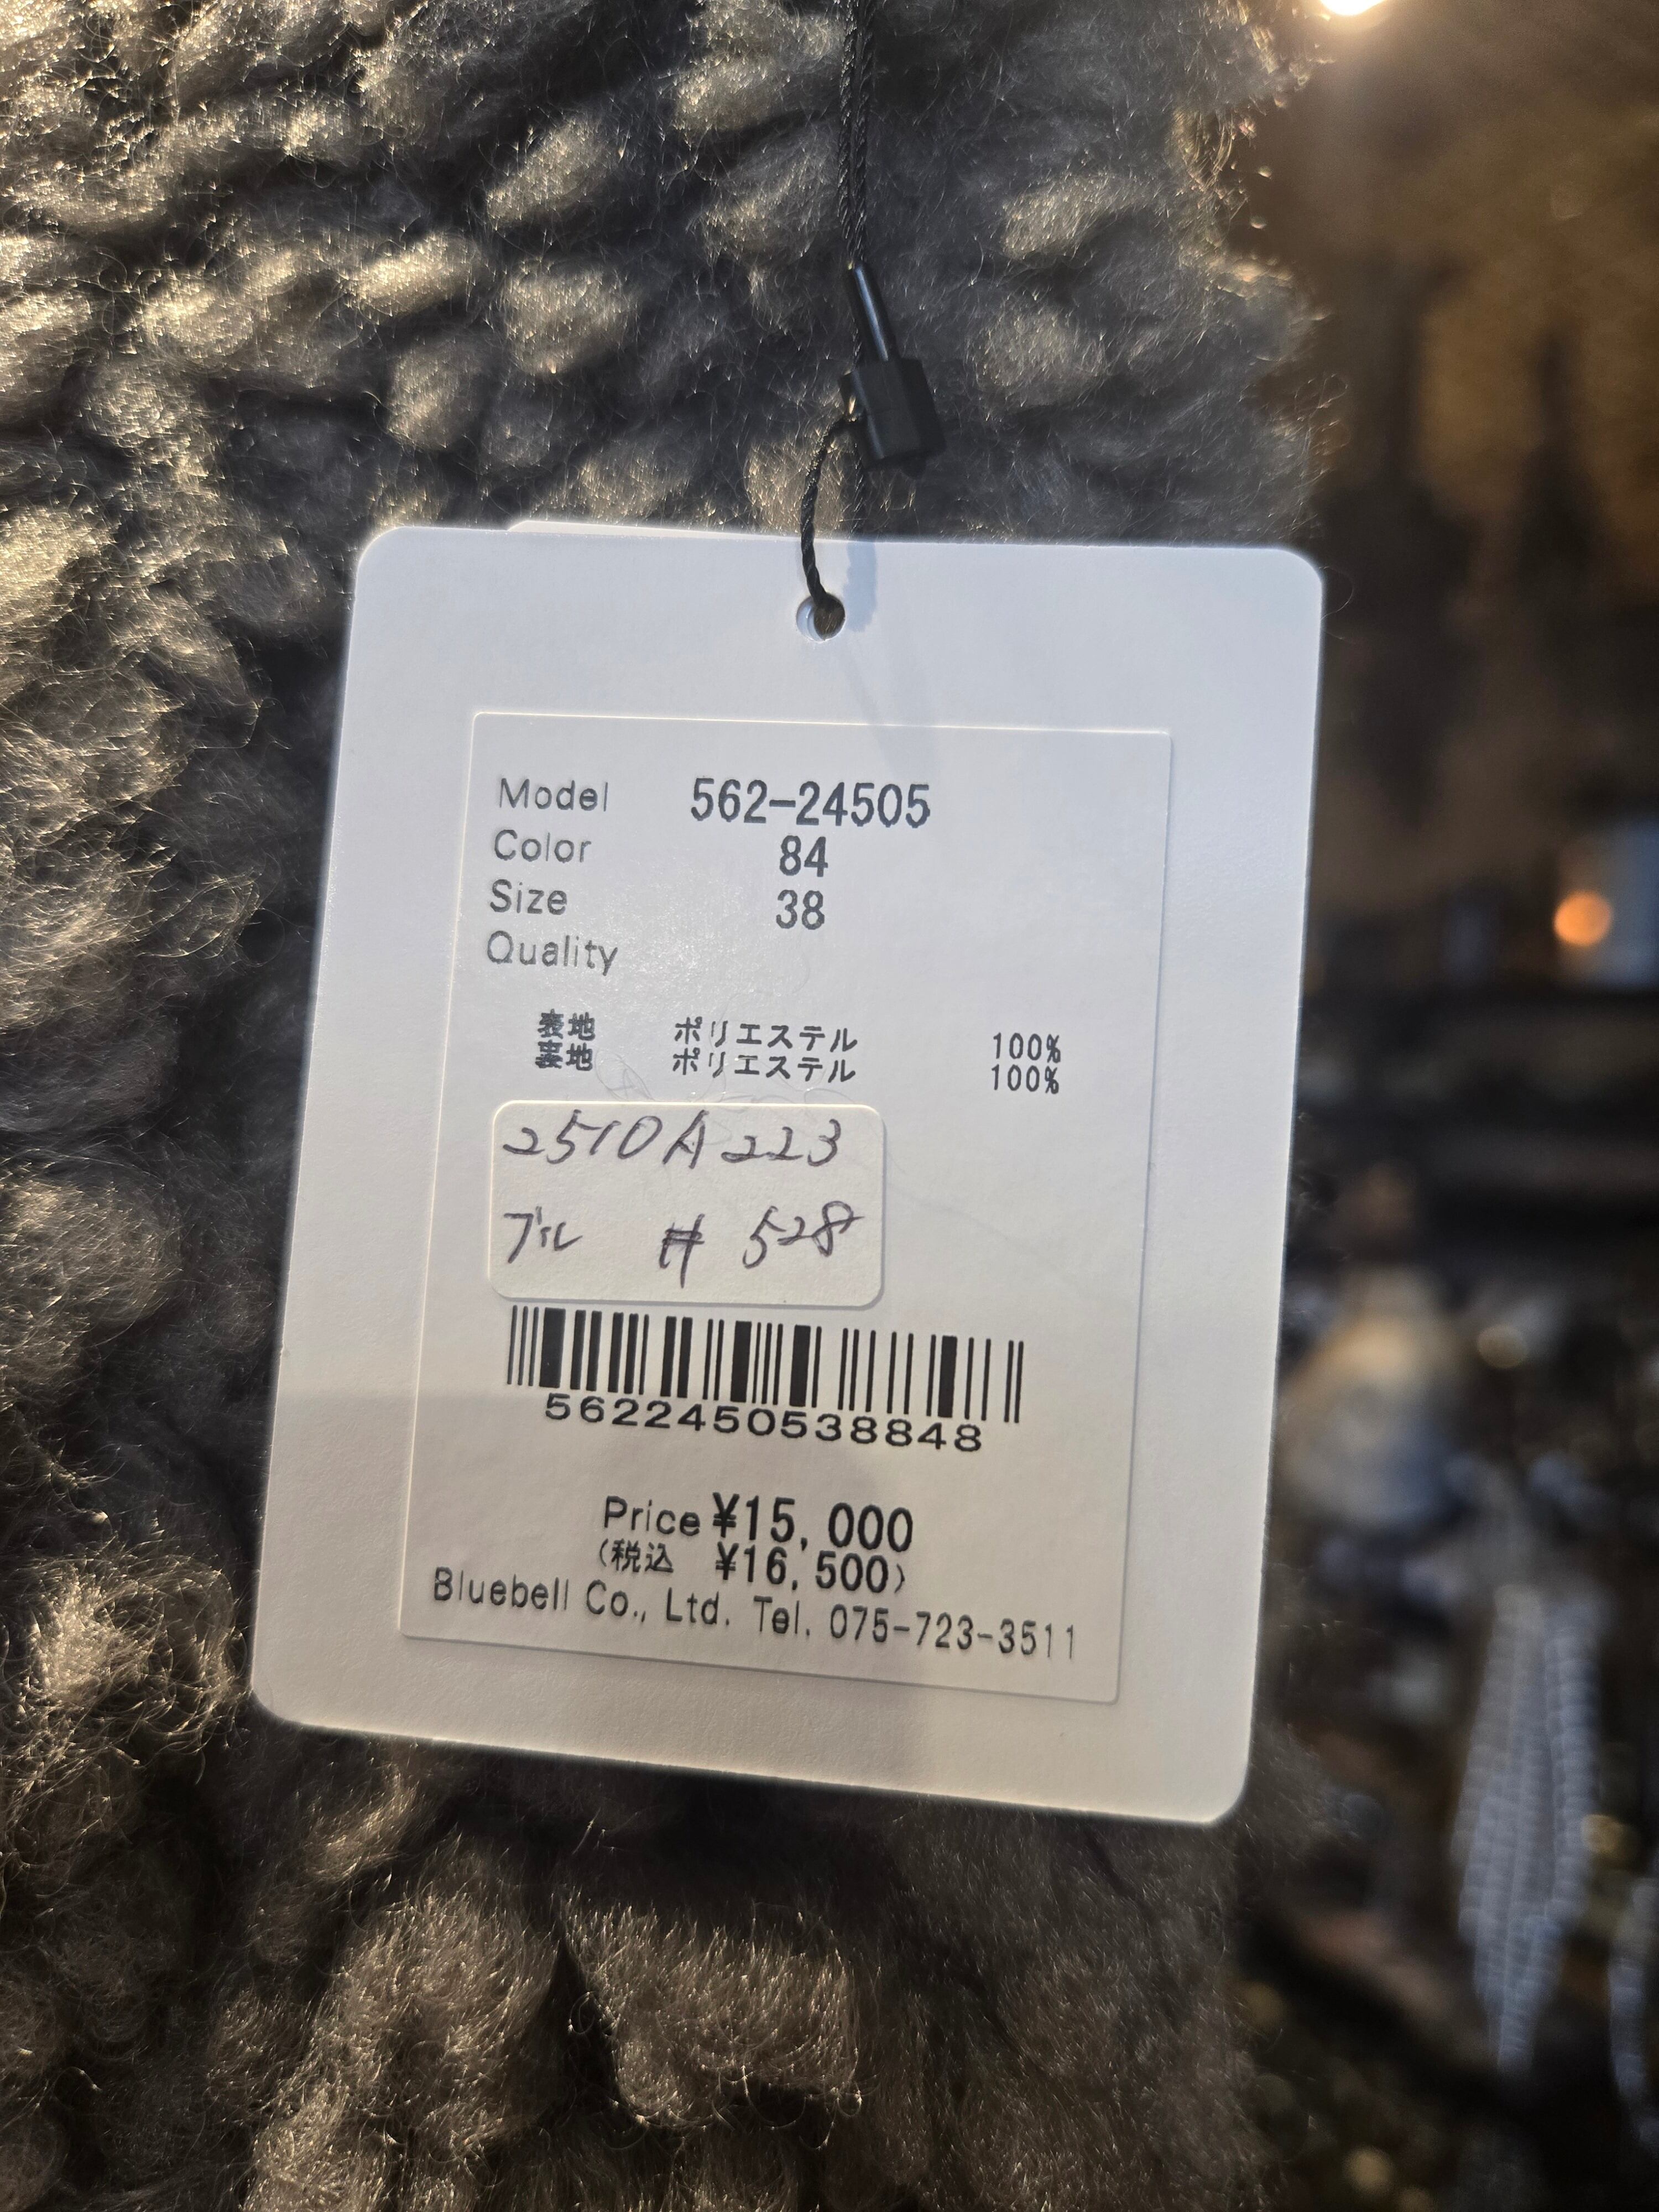 Model 562-24505
Color 84
Size 38
Quality
表地 ポリエステル 100%
裏地 ポリエステル 100%
2510A223
ブル # 528
5622450538848
Price ¥15,000
(税込 ¥16,500)
Bluebell Co., Ltd. Tel. 075-723-3511